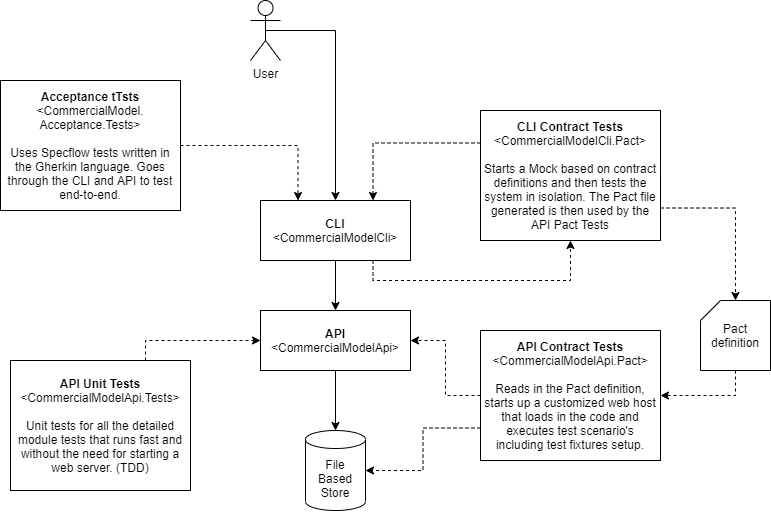 User
Acceptance tTsts
<CommercialModel.
Acceptance.Tests>
Uses Specflow tests written in
the Gherkin language. Goes
through the CLI and API to test
end-to-end.
CLI Contract Tests
<CommercialModelCli.Pact>
Starts a Mock based on contract
definitions and then tests the
system in isolation. The Pact file
generated is then used by the
API Pact Tests
CLI
<CommercialModelCli>
Pact
definition
API
<CommercialModelApi>
API Contract Tests
<CommercialModelApi.Pact>
Reads in the Pact definition,
starts up a customized web host
that loads in the code and
executes test scenario's
including test fixtures setup.
API Unit Tests
<CommercialModelApi.Tests>
Unit tests for all the detailed
module tests that runs fast and
without the need for starting a
web server. (TDD)
File
Based
Store